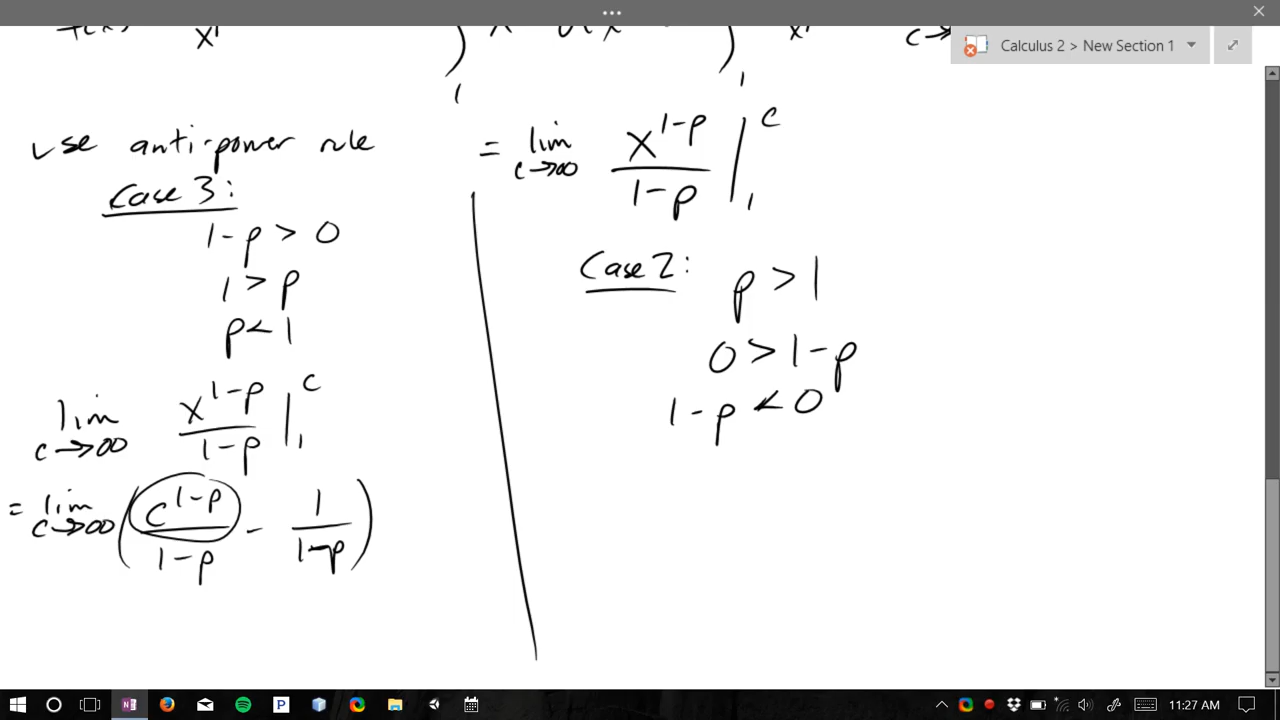 Calculus 2 > New Section 1
x
c→
1
1
use anti-power rule
= lim c→∞ x^(1-p)/(1-p) |_1^c
Case 3:
1-p > 0
1 > p
p < 1
lim c→∞ x^(1-p)/(1-p) |_1^c
= lim c→∞ (c^(1-p)/(1-p) - 1/(1-p))
Case 2: p > 1
0 > 1-p
1-p < 0
11:27 AM